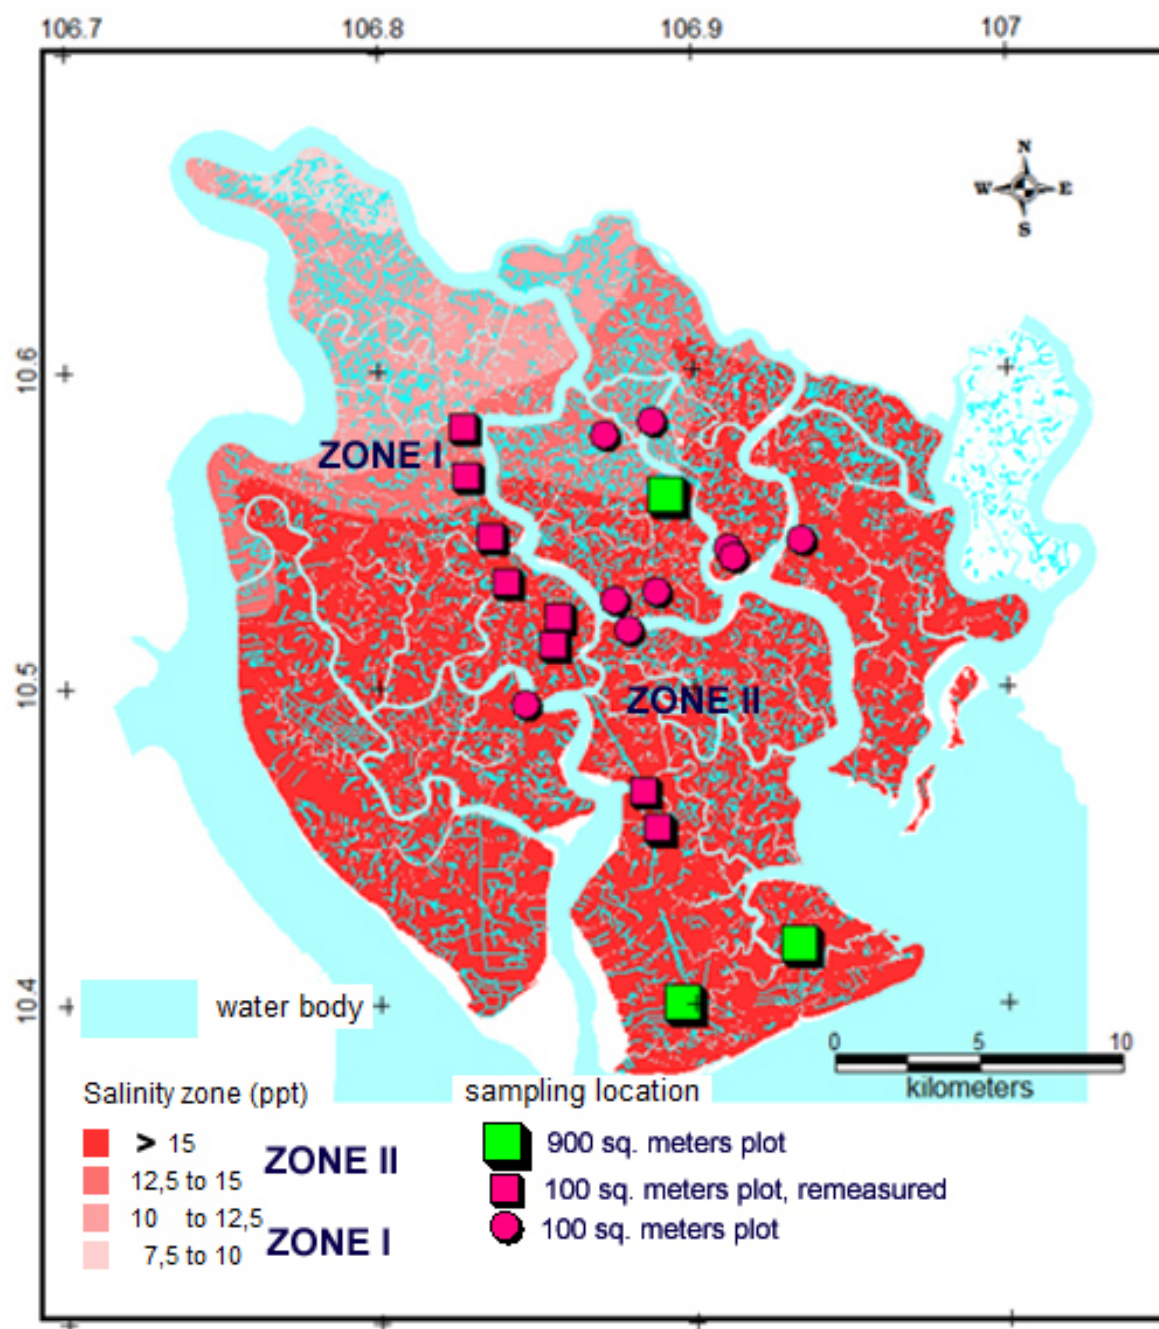 106.7 106.8 106.9 107
N
W E
S
10.6
ZONE I
10.5
ZONE II
10.4
water body
0 5 10
kilometers
Salinity zone (ppt)
> 15
12,5 to 15
ZONE II
10 to 12,5
7,5 to 10
ZONE I
sampling location
900 sq. meters plot
100 sq. meters plot, remeasured
100 sq. meters plot